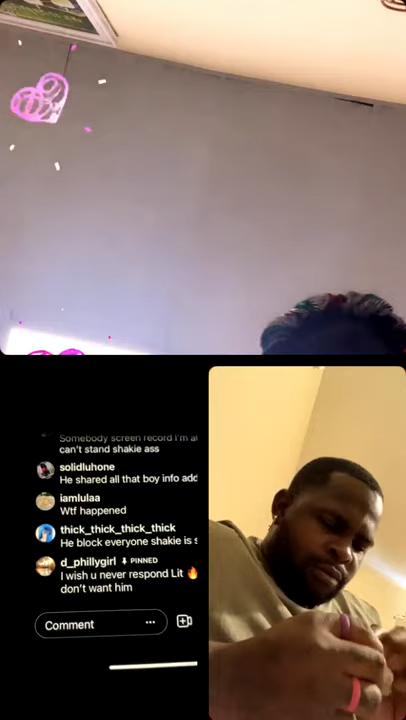 Somebody screen record I'm a
can't stand shakie ass
solidluhone
He shared all that boy info add
iamlulaa
Wtf happened
thick_thick_thick_thick
He block everyone shakie is s
d_phillygirl PINNED
I wish u never respond Lit 🔥
don't want him
Comment